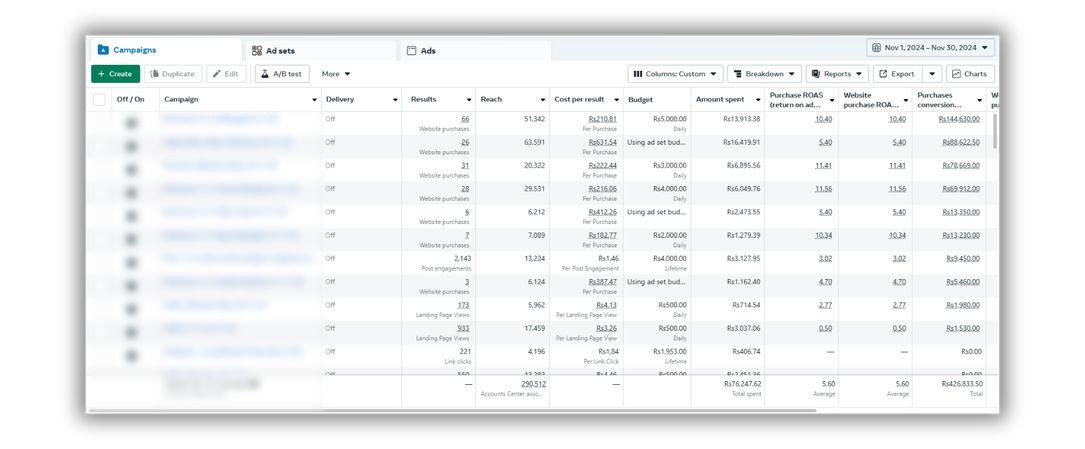 Campaigns
Ad sets
Ads
Nov 1, 2024 – Nov 30, 2024
+ Create
Duplicate
Edit
A/B test
More
Columns: Custom
Breakdown
Reports
Export
Charts
Off / On Campaign Delivery Results Reach Cost per result Budget Amount spent Purchase ROAS (return on ad... Website purchase ROA... Purchases conversion...
Off 66 51,342 Rs210.81 Rs5,000.00 Rs13,913.38 10.40 10.40 Rs144,630.00
Website purchases Per Purchase Daily
Off 26 63,591 Rs631.54 Using ad set bud... Rs16,419.91 5.40 5.40 Rs88,622.50
Website purchases Per Purchase
Off 31 20,322 Rs222.44 Rs3,000.00 Rs6,895.56 11.41 11.41 Rs78,669.00
Website purchases Per Purchase Daily
Off 28 29,531 Rs216.06 Rs4,000.00 Rs6,049.76 11.56 11.56 Rs69,912.00
Website purchases Per Purchase Daily
Off 6 6,212 Rs412.26 Using ad set bud... Rs2,473.55 5.40 5.40 Rs13,350.00
Website purchases Per Purchase
Off 7 7,089 Rs182.77 Rs2,000.00 Rs1,279.39 10.34 10.34 Rs13,230.00
Website purchases Per Purchase Daily
Off 2,143 13,224 Rs1.46 Rs4,000.00 Rs3,127.95 3.02 3.02 Rs9,450.00
Post engagements Per Post Engagement Lifetime
Off 3 6,124 Rs387.47 Using ad set bud... Rs1,162.40 4.70 4.70 Rs5,460.00
Website purchases Per Purchase
Off 173 5,962 Rs4.13 Rs500.00 Rs714.54 2.77 2.77 Rs1,980.00
Landing Page Views Per Landing Page View Daily
Off 933 17,459 Rs3.26 Rs500.00 Rs3,037.06 0.50 0.50 Rs1,530.00
Landing Page Views Per Landing Page View Daily
Off 221 4,196 Rs1.84 Rs1,953.00 Rs406.74 — — Rs0.00
Link clicks Per Link Click Lifetime
— 290,512 — Rs76,247.62 5.60 5.60 Rs426,833.50
Accounts Center acco... Total spent Average Average Total